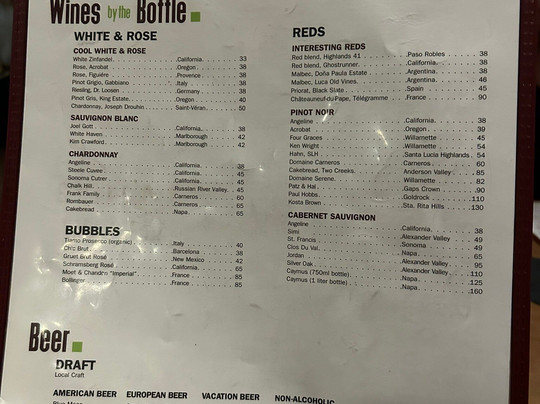 Wines by the Bottle
WHITE & ROSE
COOL WHITE & ROSE
White Zinfandel California 33
Rose, Acrobat Oregon 38
Rose, Figuière Provence 38
Pinot Grigio, Gabbiano Italy 38
Resling, Dr. Loosen Germany 38
Pinot Gris, King Estate Oregon 40
Chardonnay, Joseph Drouhin Saint-Véran 50
SAUVIGNON BLANC
Joel Gott California 38
White Haven Marlborough 42
Kim Crawford Marlborough 42
CHARDONNAY
Angeline California 38
Steele Cuvee California 45
Sonoma Cutrer California 45
Chalk Hill Russian River Valley 45
Frank Family Carneros 60
Rombauer Carneros 65
Cakebread Napa 65
BUBBLES
Tiamo Prosecco (organic) Italy 40
Chic Brut Barcelona 38
Gruet Brut Rosé New Mexico 42
Schramsberg Rosé California 65
Moet & Chandon "Imperial" France 85
Bollinger France 85
REDS
INTERESTING REDS
Red blend, Highlands 41 Paso Robles 38
Red blend, Ghostrunner California 38
Malbec, Doña Paula Estate Argentina 38
Malbec, Luca Old Vines Argentina 46
Priorat, Black Slate Spain 45
Châteauneuf-du-Pape, Télégramme France 90
PINOT NOIR
Angeline California 38
Acrobat Oregon 39
Four Graces Willamette 45
Ken Wright Willamette 54
Hahn, SLH Santa Lucia Highlands 54
Domaine Carneros Carneros 60
Cakebread, Two Creeks Anderson Valley 85
Domaine Serene Willamette 82
Patz & Hal Gaps Crown 90
Paul Hobbs Goldrock 110
Kosta Brown Sta. Rita Hills 130
CABERNET SAUVIGNON
Angeline California 38
Simi Alexander Valley 49
St. Francis Sonoma 49
Clos Du Val Napa 65
Jordan Alexander Valley 95
Silver Oak Alexander Valley 110
Caymus (750ml bottle) Napa 125
Caymus (1 liter bottle) Napa 160
Beer
DRAFT
Local Craft
AMERICAN BEER EUROPEAN BEER VACATION BEER NON-ALCOHOLIC